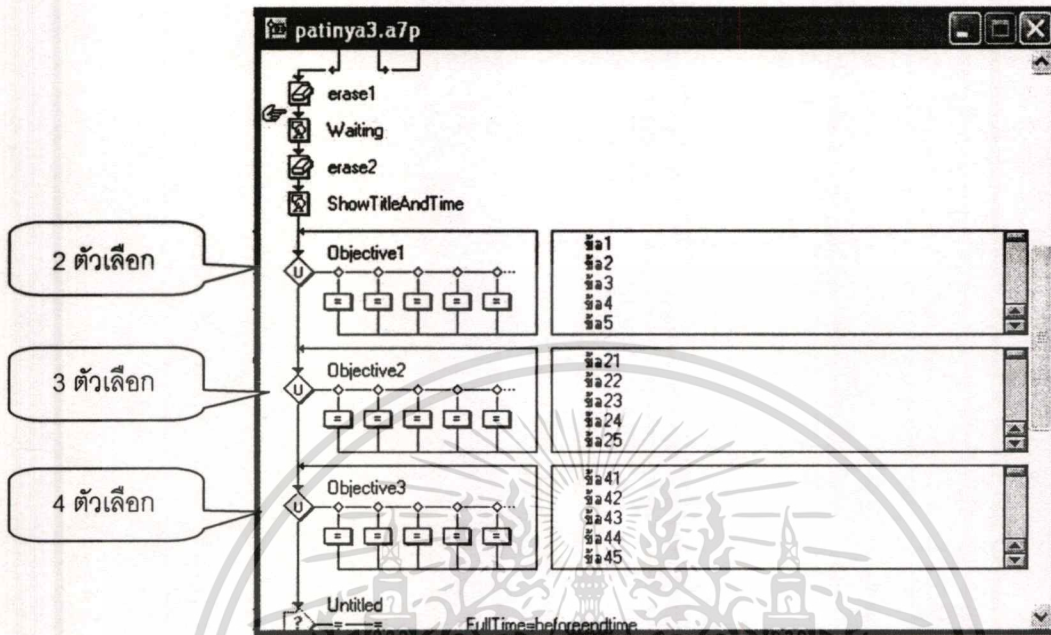 patinya3.a7p
erase1
Waiting
erase2
ShowTitleAndTime
2 ตัวเลือก
Objective1
ข้อ1
ข้อ2
ข้อ3
ข้อ4
ข้อ5
3 ตัวเลือก
Objective2
ข้อ21
ข้อ22
ข้อ23
ข้อ24
ข้อ25
4 ตัวเลือก
Objective3
ข้อ41
ข้อ42
ข้อ43
ข้อ44
ข้อ45
Untitled
FullTime=beforeendtime